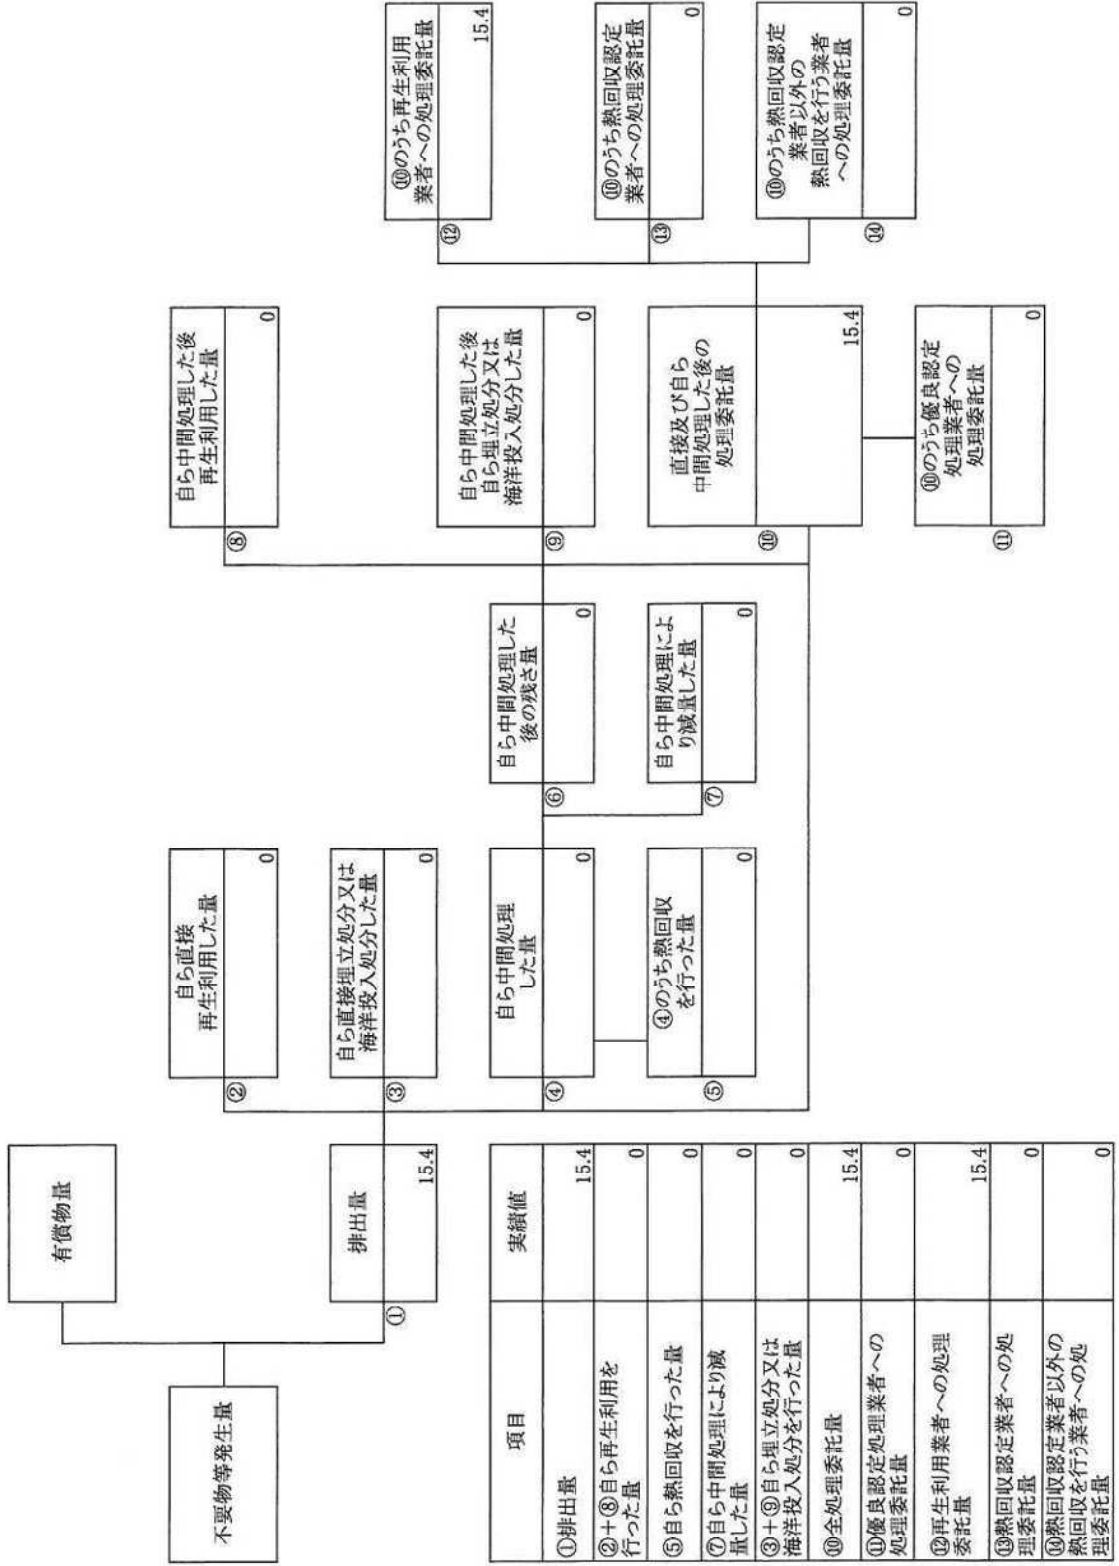 不要物等発生量
有償物量
①
排出量
15.4
②
自ら直接
再生利用した量
0
③
自ら直接埋立処分又は
海洋投入処分した量
0
④
自ら中間処理
した量
0
⑤
④のうち熱回収
を行った量
0
⑥
自ら中間処理した
後の残さ量
0
⑦
自ら中間処理によ
り減量した量
0
⑧
自ら中間処理した後
再生利用した量
0
⑨
自ら中間処理した後
自ら埋立処分又は
海洋投入処分した量
0
⑩
直接及び自ら
中間処理した後の
処理委託量
15.4
⑪
⑩のうち優良認定
処理業者への
処理委託量
0
⑫
⑩のうち再生利用
業者への処理委託量
15.4
⑬
⑩のうち熱回収認定
業者への処理委託量
0
⑭
⑩のうち熱回収認定
業者以外の
熱回収を行う業者
への処理委託量
0
項目 実績値
①排出量 15.4
②+⑧自ら再生利用を
行った量 0
⑤自ら熱回収を行った量 0
⑦自ら中間処理により減
量した量 0
③+⑨自ら埋立処分又は
海洋投入処分を行った量 0
⑩全処理委託量 15.4
⑪優良認定処理業者への
処理委託量 0
⑫再生利用業者への処理
委託量 15.4
⑬熱回収認定業者への処
理委託量 0
⑭熱回収認定業者以外の
熱回収を行う業者への処
理委託量 0